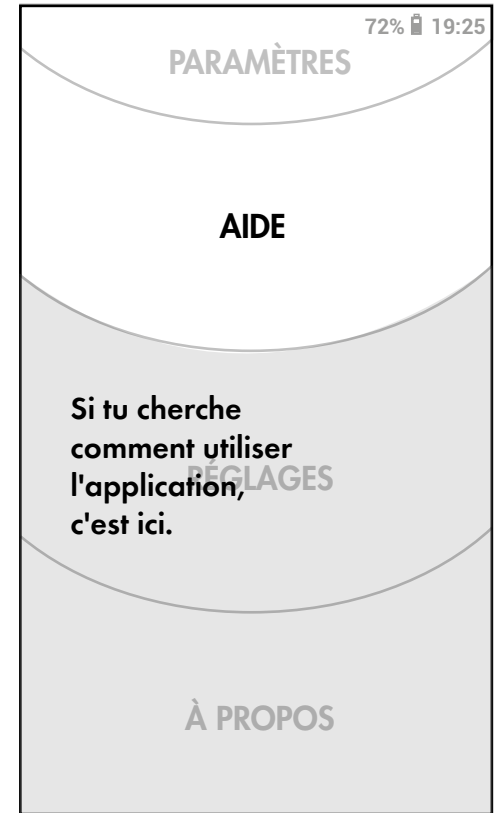 72% 19:25
PARAMÈTRES
AIDE
Si tu cherche
comment utiliser
l'application,
c'est ici.
RÉGLAGES
À PROPOS